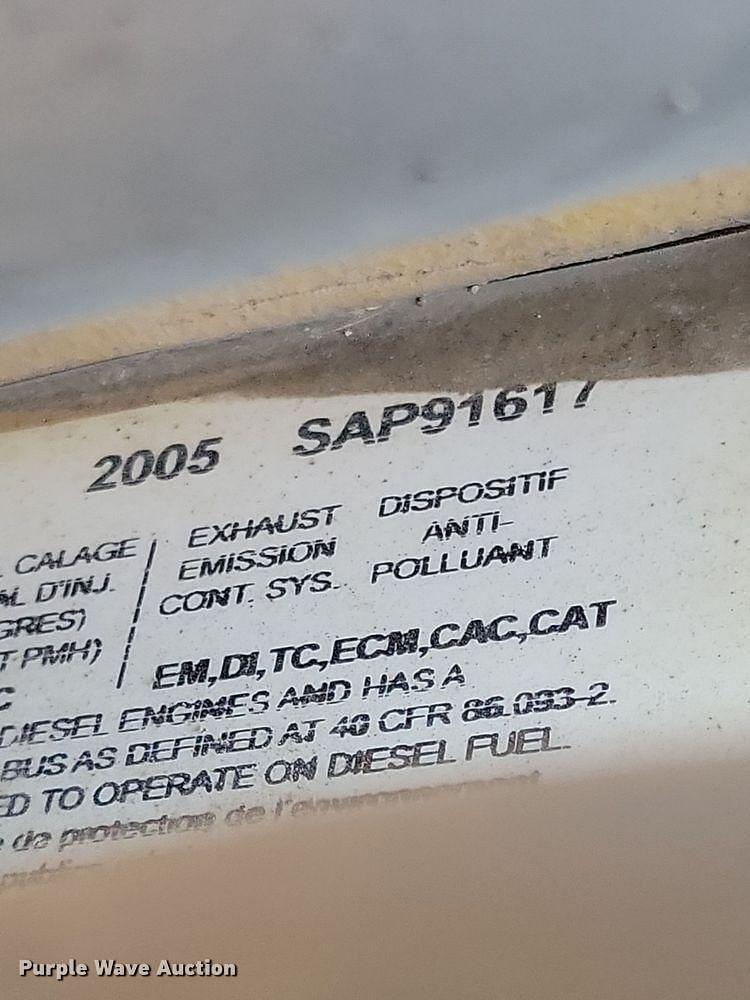 2005 SAP91617
CALAGE EXHAUST DISPOSITIF
D'INJ. EMISSION ANTI-
CONT. SYS. POLLUANT
PMH)
EM,DI,TC,ECM,CAC,CAT
DIESEL ENGINES AND HAS A
BUS AS DEFINED AT 40 CFR 86.093-2.
TO OPERATE ON DIESEL FUEL.
de protection de l'environnement
Purple Wave Auction